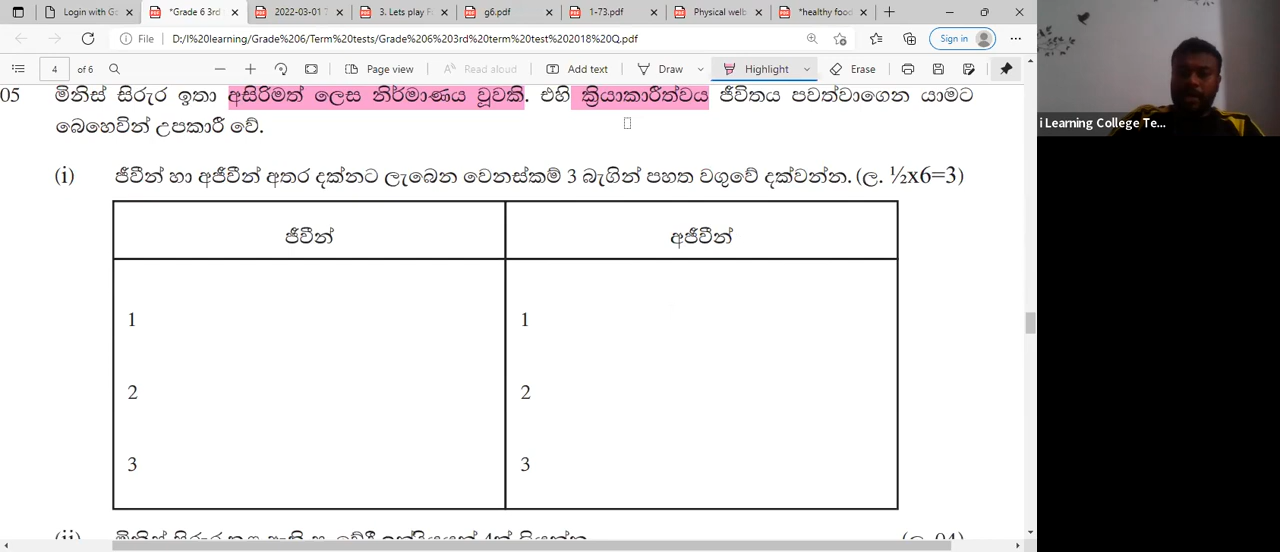 Login with Go
*Grade 6 3rd
2022-03-01 7
3. Lets play F
g6.pdf
1-73.pdf
Physical welb
*healthy food
File
D:/I%20learning/Grade%206/Term%20tests/Grade%206%203rd%20term%20test%202018%20Q.pdf
Sign in
4 of 6
Page view
Read aloud
Add text
Draw
Highlight
Erase
05 මිනිස් සිරුර ඉතා අසිරිමත් ලෙස නිර්මාණය වූවකි. එහි ක්‍රියාකාරීත්වය ජීවිතය පවත්වාගෙන යාමට
බෙහෙවින් උපකාරී වේ.
(i) ජීවීන් හා අජීවීන් අතර දක්නට ලැබෙන වෙනස්කම් 3 බැගින් පහත වගුවේ දක්වන්න. (ල. ½x6=3)
ජීවීන් අජීවීන්
1 1
2 2
3 3
i Learning College Te...